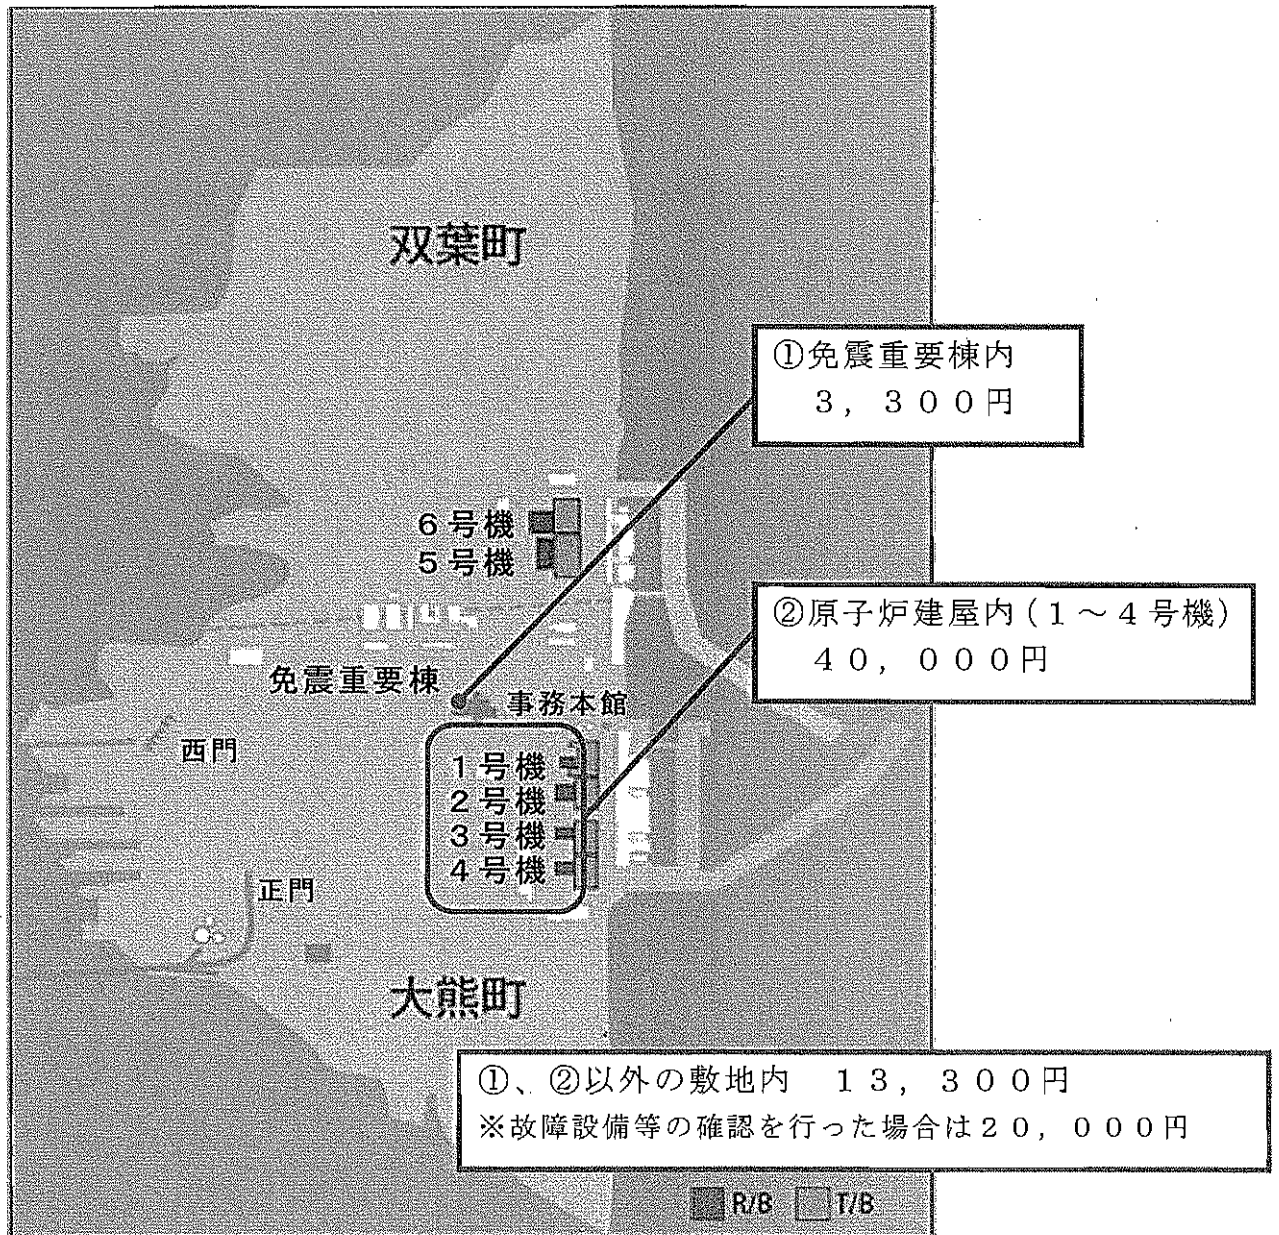 双葉町
①免震重要棟内
3,300円
6号機
5号機
②原子炉建屋内(1～4号機)
40,000円
免震重要棟
事務本館
西門
1号機
2号機
3号機
4号機
正門
大熊町
①、②以外の敷地内 13,300円
※故障設備等の確認を行った場合は20,000円
R/B T/B